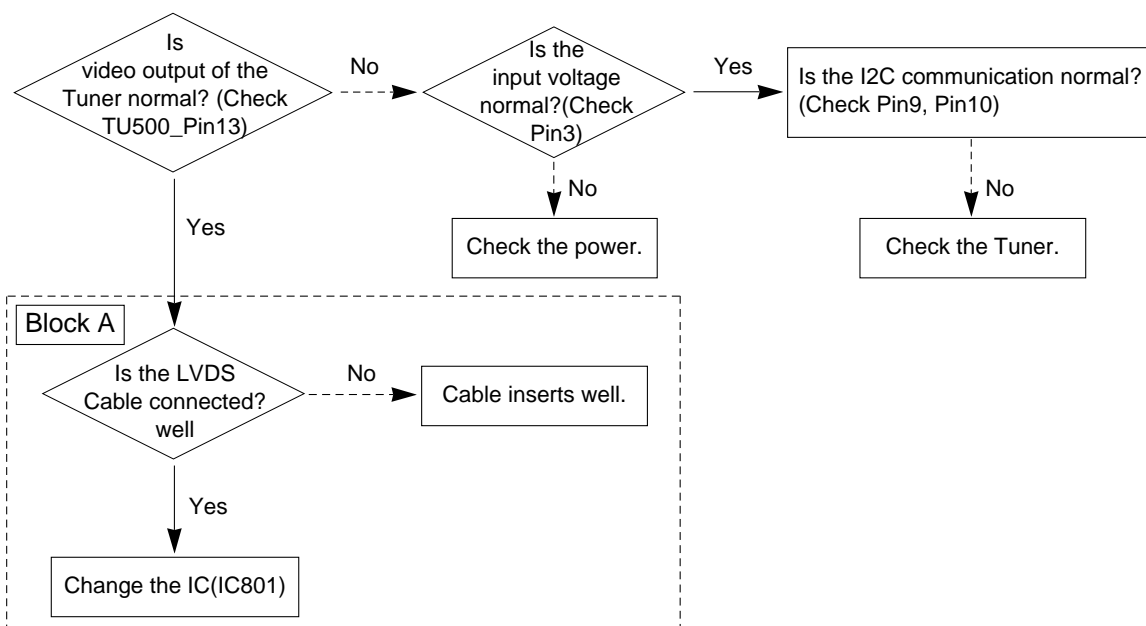 Is
video output of the
Tuner normal? (Check
TU500_Pin13)
No
Is the
input voltage
normal?(Check
Pin3)
Yes
Is the I2C communication normal?
(Check Pin9, Pin10)
Yes
No
Check the power.
No
Check the Tuner.
Block A
Is the LVDS
Cable connected?
well
No
Cable inserts well.
Yes
Change the IC(IC801)